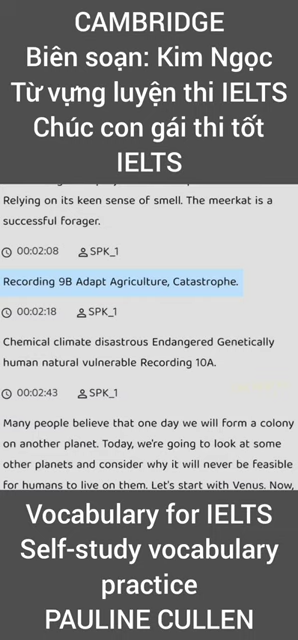 CAMBRIDGE
Biên soạn: Kim Ngọc
Từ vựng luyện thi IELTS
Chúc con gái thi tốt
IELTS
Relying on its keen sense of smell. The meerkat is a
successful forager.
00:02:08 SPK_1
Recording 9B Adapt Agriculture, Catastrophe.
00:02:18 SPK_1
Chemical climate disastrous Endangered Genetically
human natural vulnerable Recording 10A.
00:02:43 SPK_1
Many people believe that one day we will form a colony
on another planet. Today, we're going to look at some
other planets and consider why it will never be feasible
for humans to live on them. Let's start with Venus. Now,
Vocabulary for IELTS
Self-study vocabulary
practice
PAULINE CULLEN